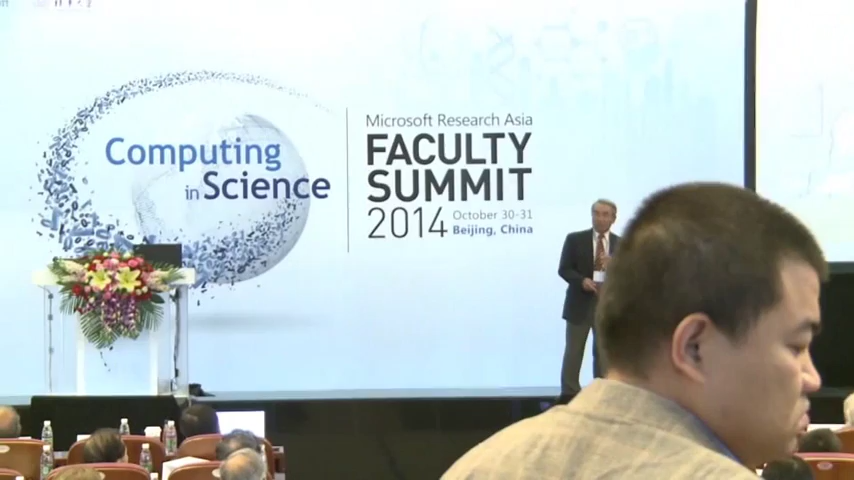 Computing
in Science
Microsoft Research Asia
FACULTY
SUMMIT
2014 October 30-31
Beijing, China